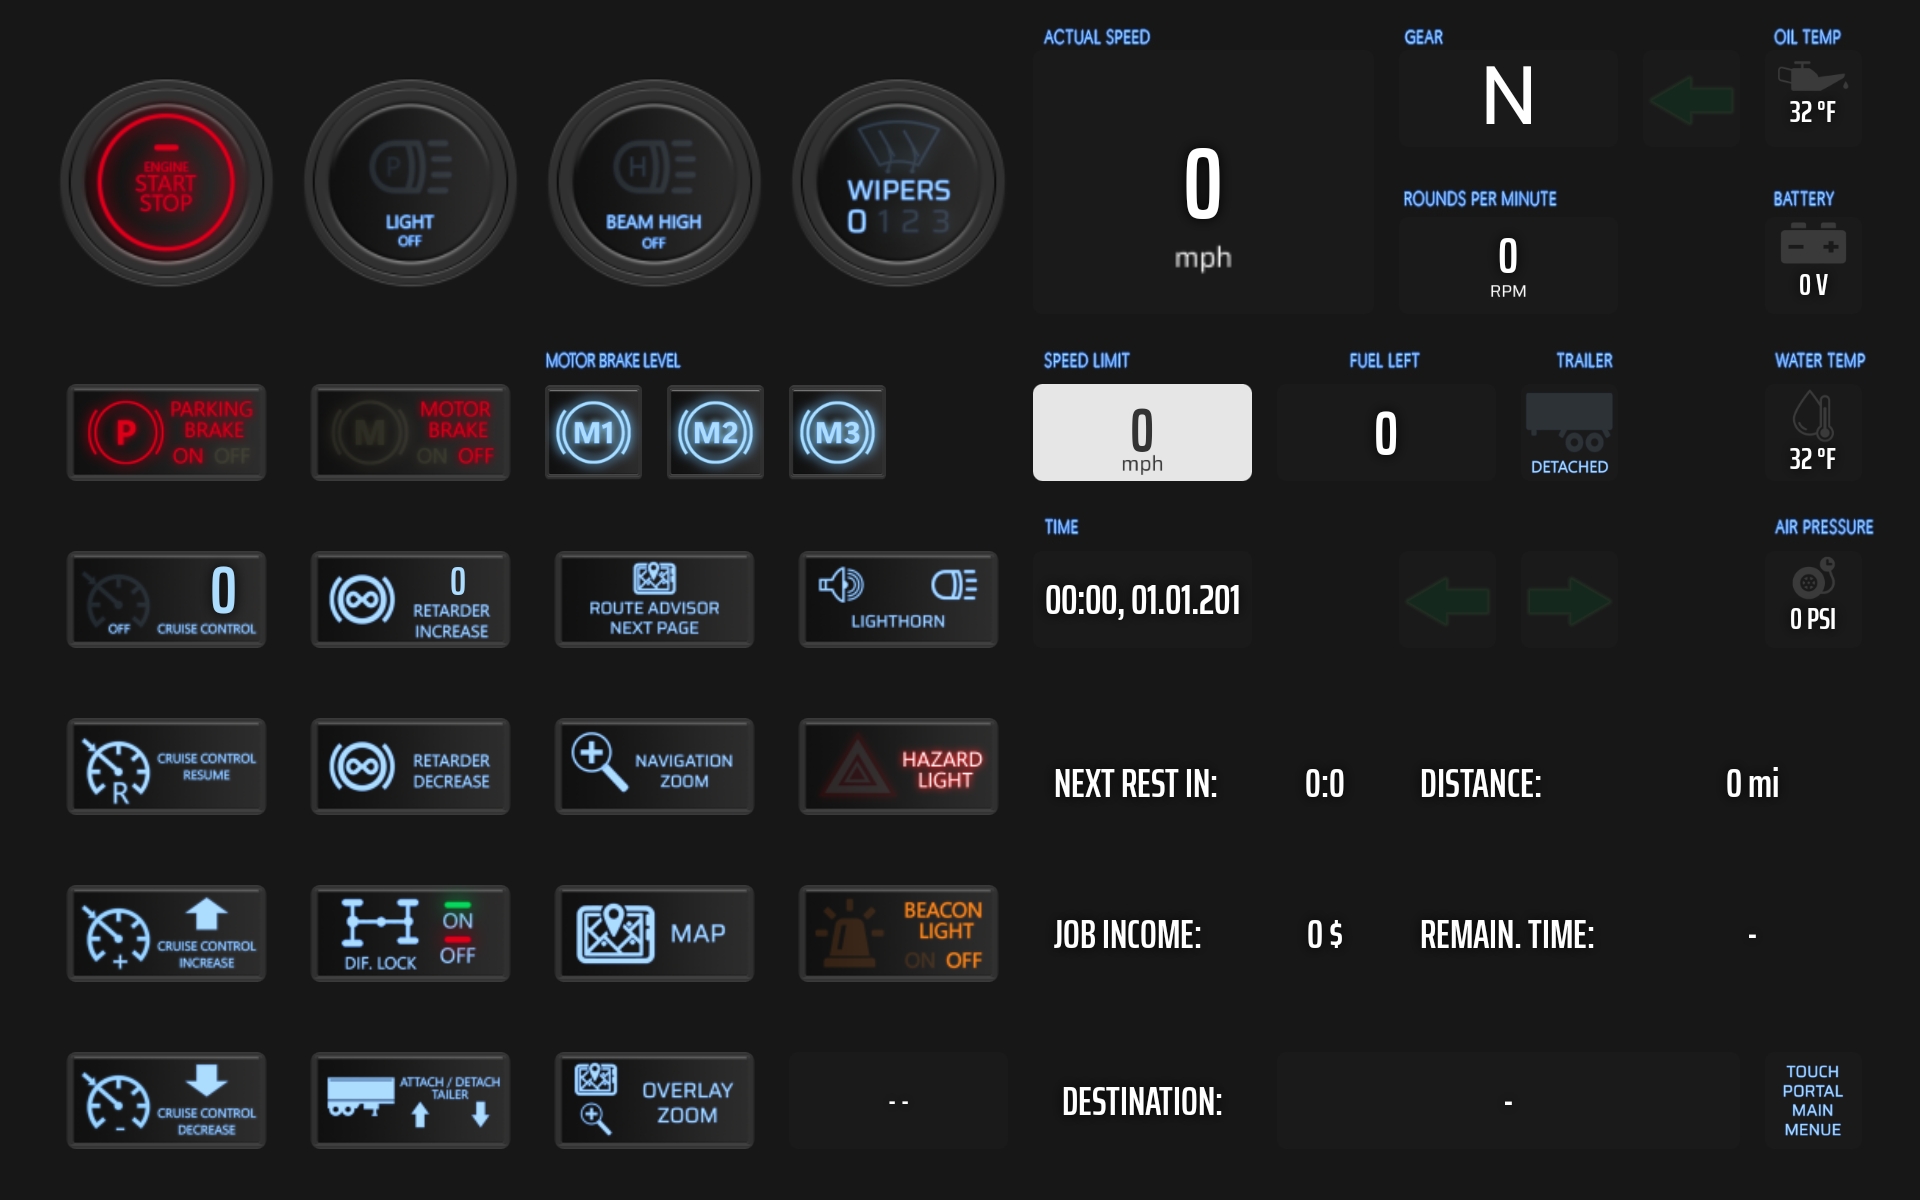 ENGINE
START
STOP
P
LIGHT
OFF
H
BEAM HIGH
OFF
WIPERS
0 1 2 3
ACTUAL SPEED
0
mph
GEAR
N
ROUNDS PER MINUTE
0
RPM
OIL TEMP
32 °F
BATTERY
0 V
P
PARKING
BRAKE
ON OFF
M
MOTOR
BRAKE
ON OFF
MOTOR BRAKE LEVEL
M1
M2
M3
SPEED LIMIT
0
mph
FUEL LEFT
0
TRAILER
DETACHED
WATER TEMP
32 °F
0
OFF CRUISE CONTROL
0
RETARDER
INCREASE
ROUTE ADVISOR
NEXT PAGE
LIGHTHORN
TIME
00:00, 01.01.201
AIR PRESSURE
0 PSI
R
CRUISE CONTROL
RESUME
RETARDER
DECREASE
NAVIGATION
ZOOM
HAZARD
LIGHT
NEXT REST IN: 0:0 DISTANCE: 0 mi
CRUISE CONTROL
INCREASE
DIF. LOCK
ON
OFF
MAP
BEACON
LIGHT
ON OFF
JOB INCOME: 0 $ REMAIN. TIME: -
CRUISE CONTROL
DECREASE
ATTACH / DETACH
TAILER
OVERLAY
ZOOM
- -
DESTINATION: -
TOUCH
PORTAL
MAIN
MENUE